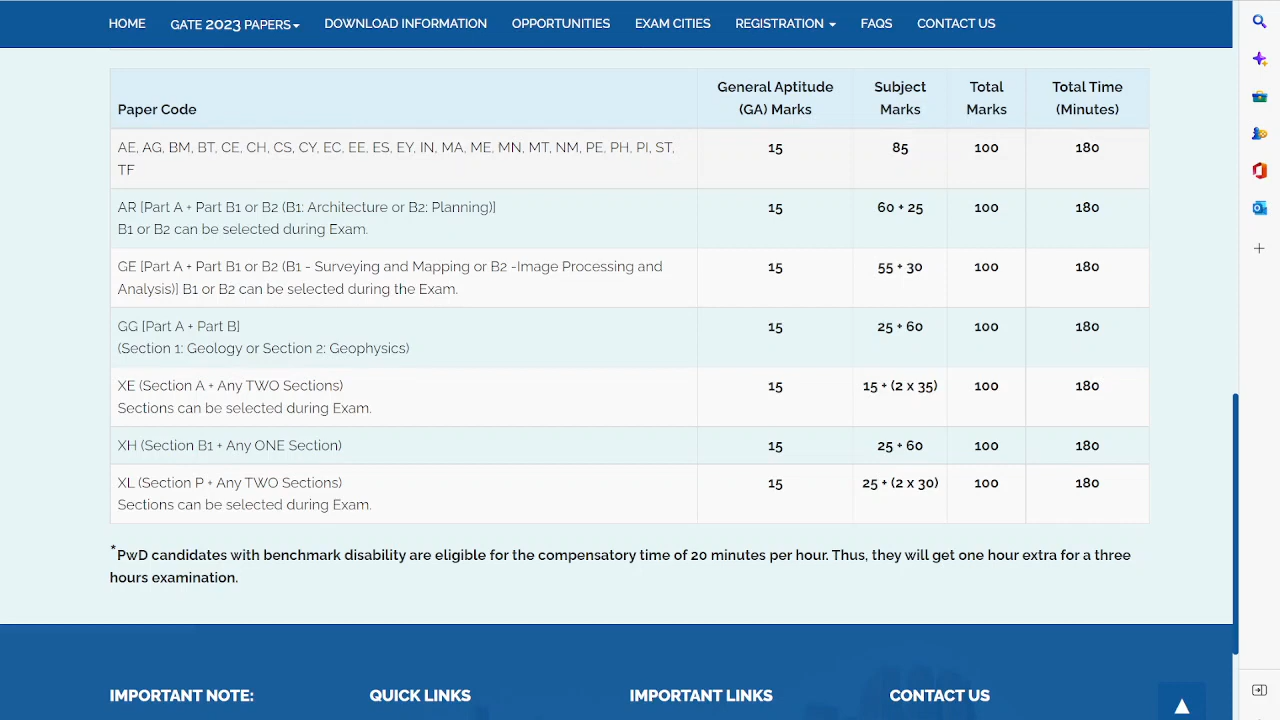 HOME GATE 2023 PAPERS DOWNLOAD INFORMATION OPPORTUNITIES EXAM CITIES REGISTRATION FAQS CONTACT US
Paper Code General Aptitude (GA) Marks Subject Marks Total Marks Total Time (Minutes)
AE, AG, BM, BT, CE, CH, CS, CY, EC, EE, ES, EY, IN, MA, ME, MN, MT, NM, PE, PH, PI, ST, 15 85 100 180
TF
AR [Part A + Part B1 or B2 (B1: Architecture or B2: Planning)] 15 60 + 25 100 180
B1 or B2 can be selected during Exam.
GE [Part A + Part B1 or B2 (B1 - Surveying and Mapping or B2 -Image Processing and 15 55 + 30 100 180
Analysis)] B1 or B2 can be selected during the Exam.
GG [Part A + Part B] 15 25 + 60 100 180
(Section 1: Geology or Section 2: Geophysics)
XE (Section A + Any TWO Sections) 15 15 + (2 x 35) 100 180
Sections can be selected during Exam.
XH (Section B1 + Any ONE Section) 15 25 + 60 100 180
XL (Section P + Any TWO Sections) 15 25 + (2 x 30) 100 180
Sections can be selected during Exam.
*PwD candidates with benchmark disability are eligible for the compensatory time of 20 minutes per hour. Thus, they will get one hour extra for a three
hours examination.
IMPORTANT NOTE: QUICK LINKS IMPORTANT LINKS CONTACT US